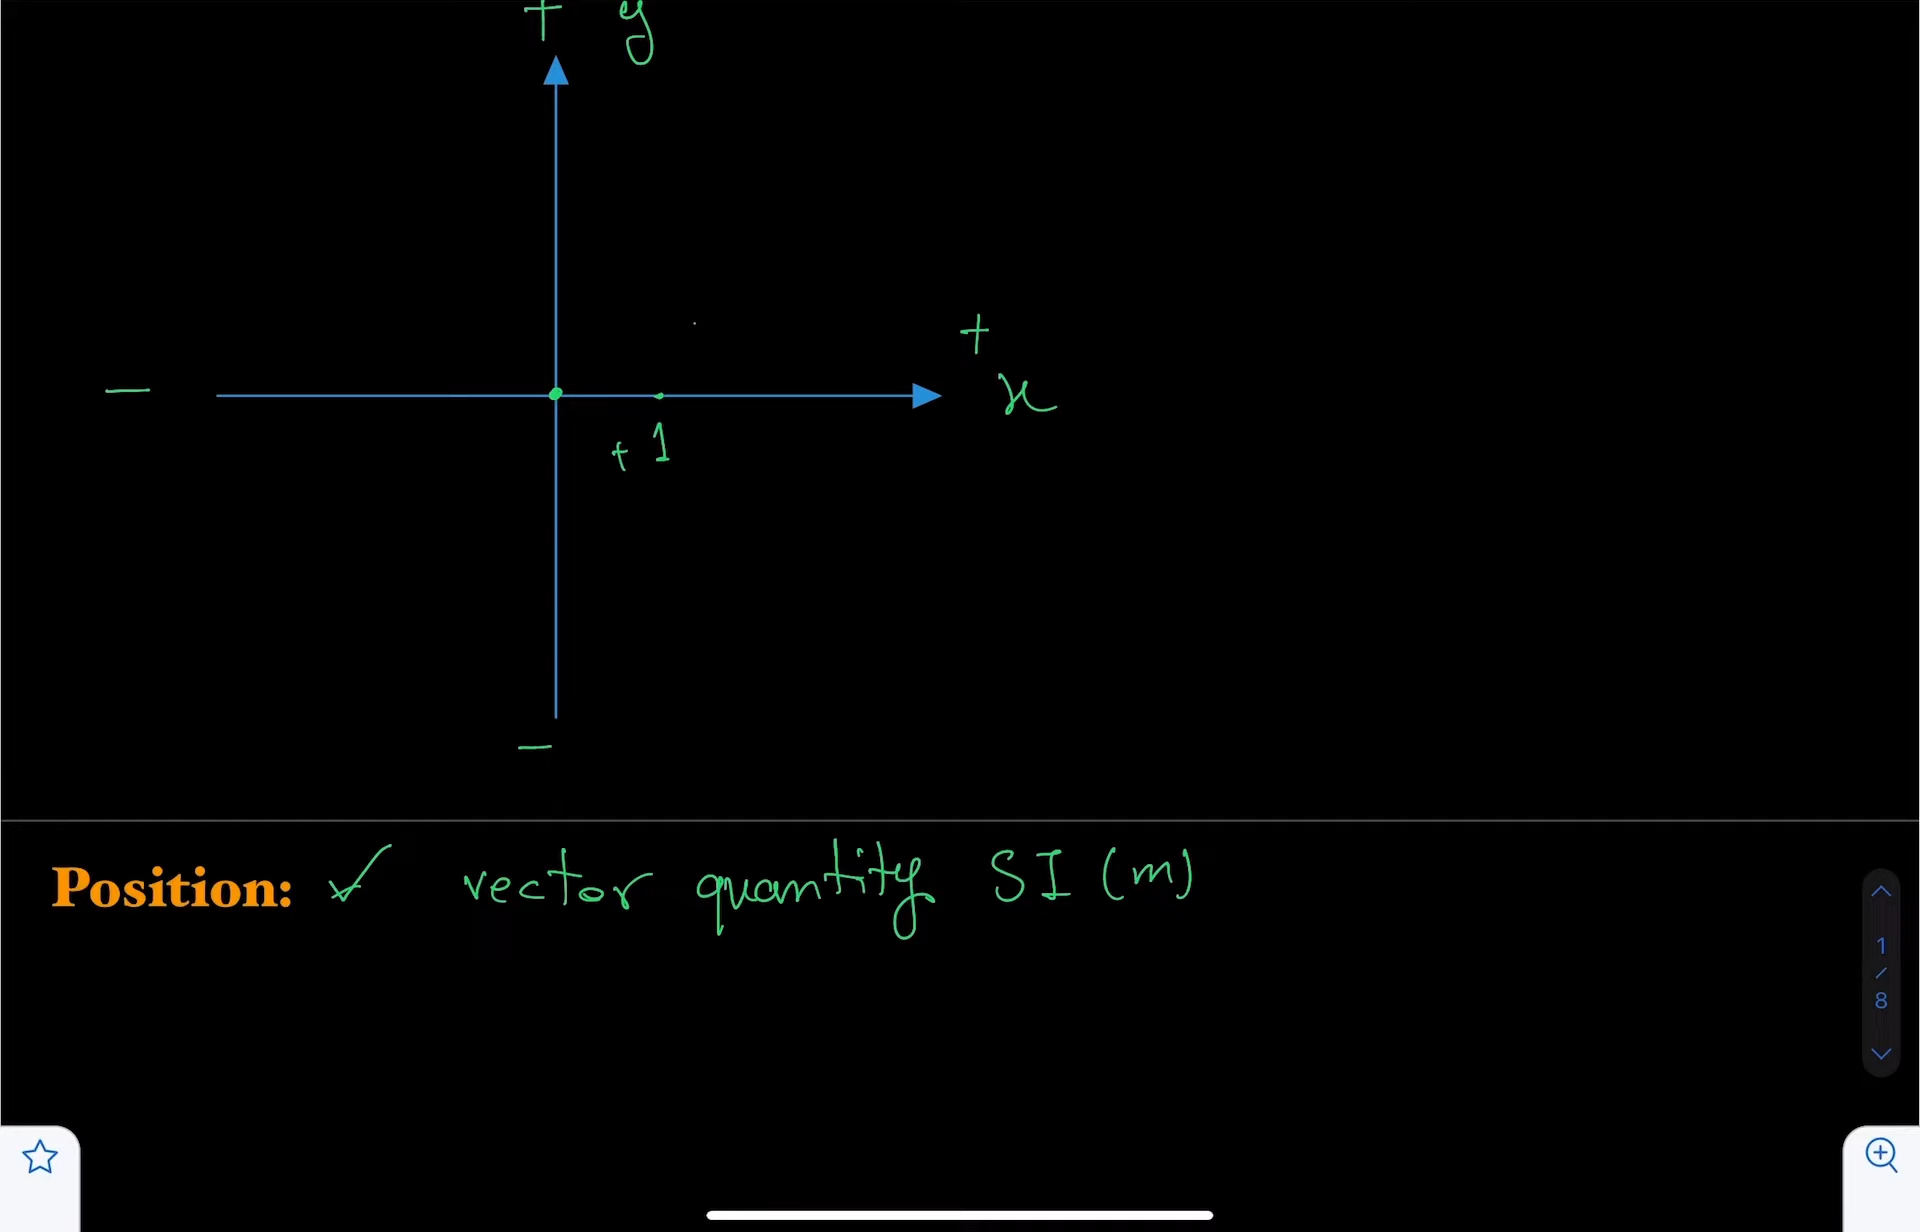 + y
+
— x
+ 1
—
Position: ✓ vector quantity SI (m)
1
/
8